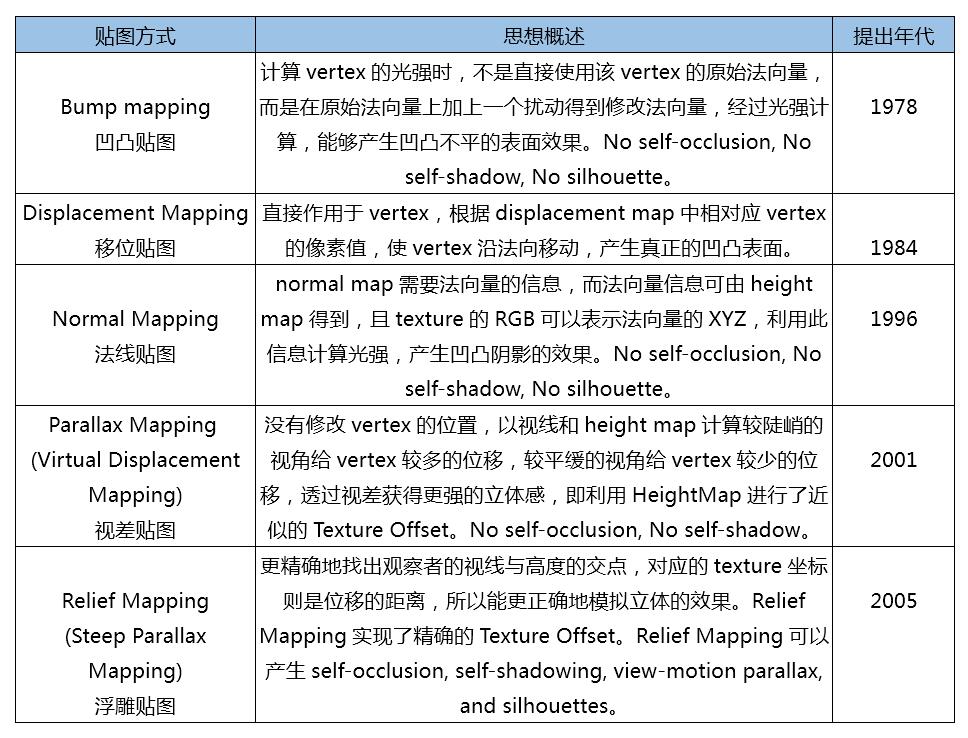 贴图方式 思想概述 提出年代
Bump mapping
凹凸贴图
计算 vertex 的光强时，不是直接使用该 vertex 的原始法向量，
而是在原始法向量上加上一个扰动得到修改法向量，经过光强计
算，能够产生凹凸不平的表面效果。No self-occlusion, No
self-shadow, No silhouette。
1978
Displacement Mapping
移位贴图
直接作用于 vertex，根据 displacement map 中相对应 vertex
的像素值，使 vertex 沿法向移动，产生真正的凹凸表面。
1984
Normal Mapping
法线贴图
normal map 需要法向量的信息，而法向量信息可由 height
map 得到，且 texture 的 RGB 可以表示法向量的 XYZ，利用此
信息计算光强，产生凹凸阴影的效果。No self-occlusion, No
self-shadow, No silhouette。
1996
Parallax Mapping
(Virtual Displacement
Mapping)
视差贴图
没有修改 vertex 的位置，以视线和 height map 计算较陡峭的
视角给 vertex 较多的位移，较平缓的视角给 vertex 较少的位
移，透过视差获得更强的立体感，即利用 HeightMap 进行了近
似的 Texture Offset。No self-occlusion, No self-shadow。
2001
Relief Mapping
(Steep Parallax
Mapping)
浮雕贴图
更精确地找出观察者的视线与高度的交点，对应的 texture 坐标
则是位移的距离，所以能更正确地模拟立体的效果。Relief
Mapping 实现了精确的 Texture Offset。Relief Mapping 可以
产生 self-occlusion, self-shadowing, view-motion parallax,
and silhouettes。
2005